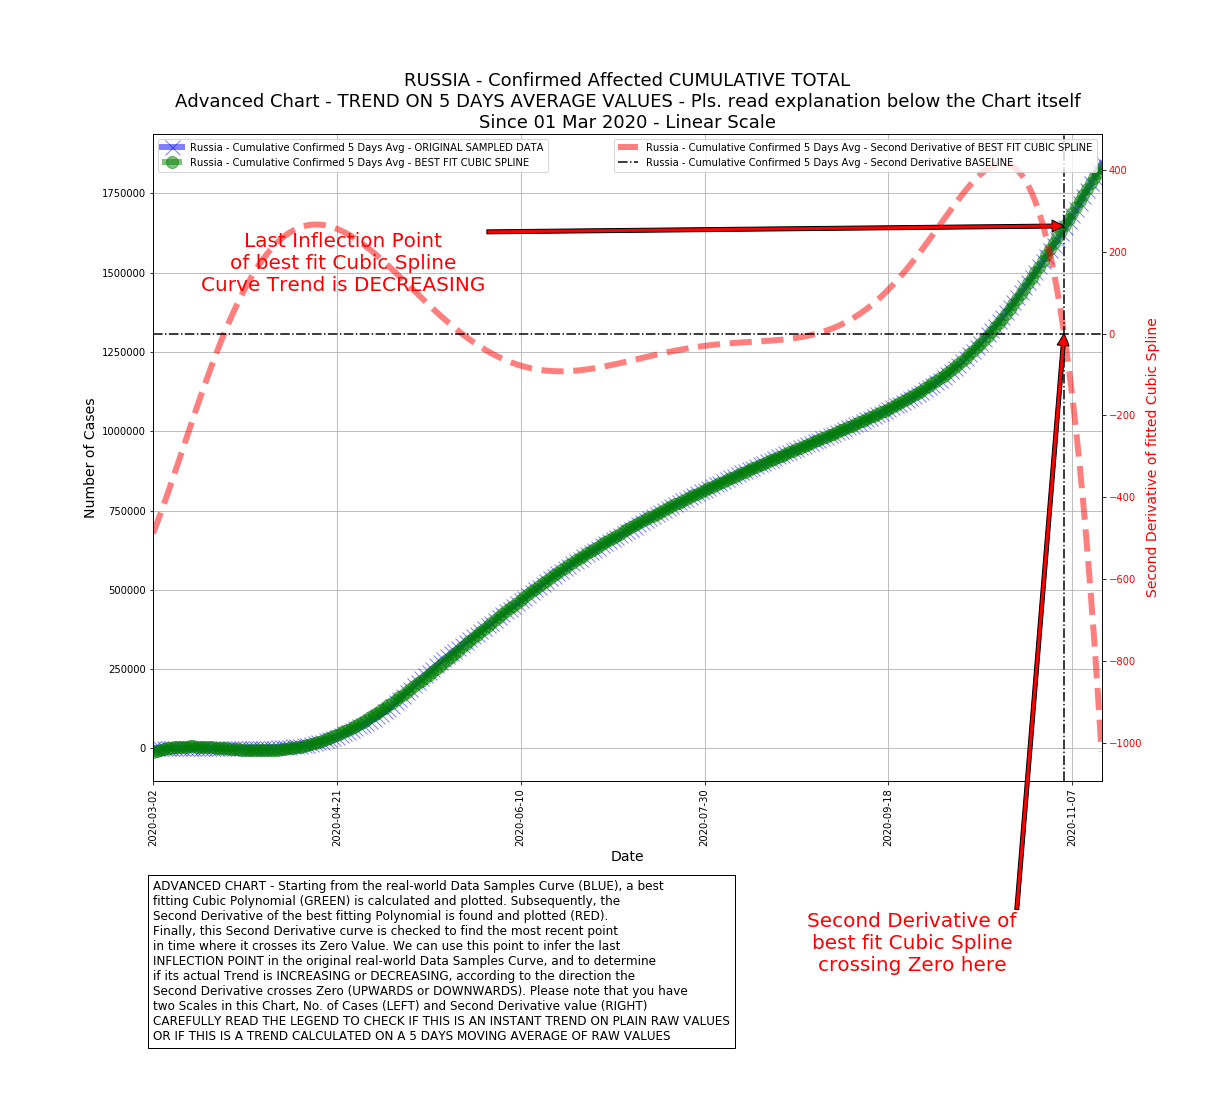 RUSSIA - Confirmed Affected CUMULATIVE TOTAL
Advanced Chart - TREND ON 5 DAYS AVERAGE VALUES - Pls. read explanation below the Chart itself
Since 01 Mar 2020 - Linear Scale
Russia - Cumulative Confirmed 5 Days Avg - ORIGINAL SAMPLED DATA
Russia - Cumulative Confirmed 5 Days Avg - BEST FIT CUBIC SPLINE
Russia - Cumulative Confirmed 5 Days Avg - Second Derivative of BEST FIT CUBIC SPLINE
Russia - Cumulative Confirmed 5 Days Avg - Second Derivative BASELINE
Last Inflection Point
of best fit Cubic Spline
Curve Trend is DECREASING
Number of Cases
1750000
1500000
1250000
1000000
750000
500000
250000
0
400
200
0
−200
−400
−600
−800
−1000
Second Derivative of fitted Cubic Spline
2020-03-02
2020-04-21
2020-06-10
2020-07-30
2020-09-18
2020-11-07
Date
ADVANCED CHART - Starting from the real-world Data Samples Curve (BLUE), a best
fitting Cubic Polynomial (GREEN) is calculated and plotted. Subsequently, the
Second Derivative of the best fitting Polynomial is found and plotted (RED).
Finally, this Second Derivative curve is checked to find the most recent point
in time where it crosses its Zero Value. We can use this point to infer the last
INFLECTION POINT in the original real-world Data Samples Curve, and to determine
if its actual Trend is INCREASING or DECREASING, according to the direction the
Second Derivative crosses Zero (UPWARDS or DOWNWARDS). Please note that you have
two Scales in this Chart, No. of Cases (LEFT) and Second Derivative value (RIGHT)
CAREFULLY READ THE LEGEND TO CHECK IF THIS IS AN INSTANT TREND ON PLAIN RAW VALUES
OR IF THIS IS A TREND CALCULATED ON A 5 DAYS MOVING AVERAGE OF RAW VALUES
Second Derivative of
best fit Cubic Spline
crossing Zero here